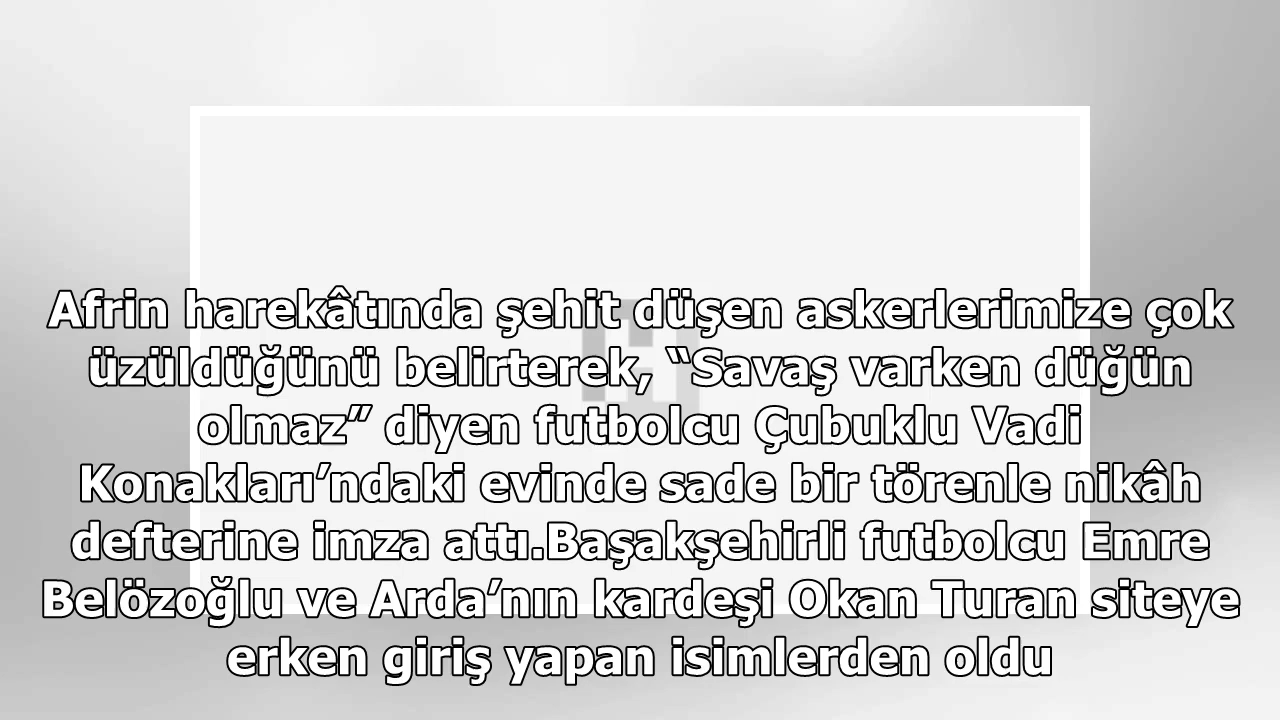 Afrin harekâtında şehit düşen askerlerimize çok
üzüldüğünü belirterek, “Savaş varken düğün
olmaz” diyen futbolcu Çubuklu Vadi
Konakları’ndaki evinde sade bir törenle nikâh
defterine imza attı.Başakşehirli futbolcu Emre
Belözoğlu ve Arda’nın kardeşi Okan Turan siteye
erken giriş yapan isimlerden oldu